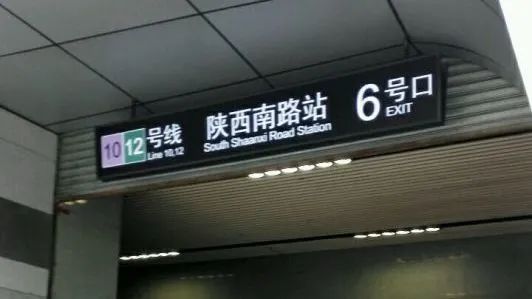 10 12 号线
Line 10,12
陕西南路站
South Shaanxi Road Station
6 号口
EXIT